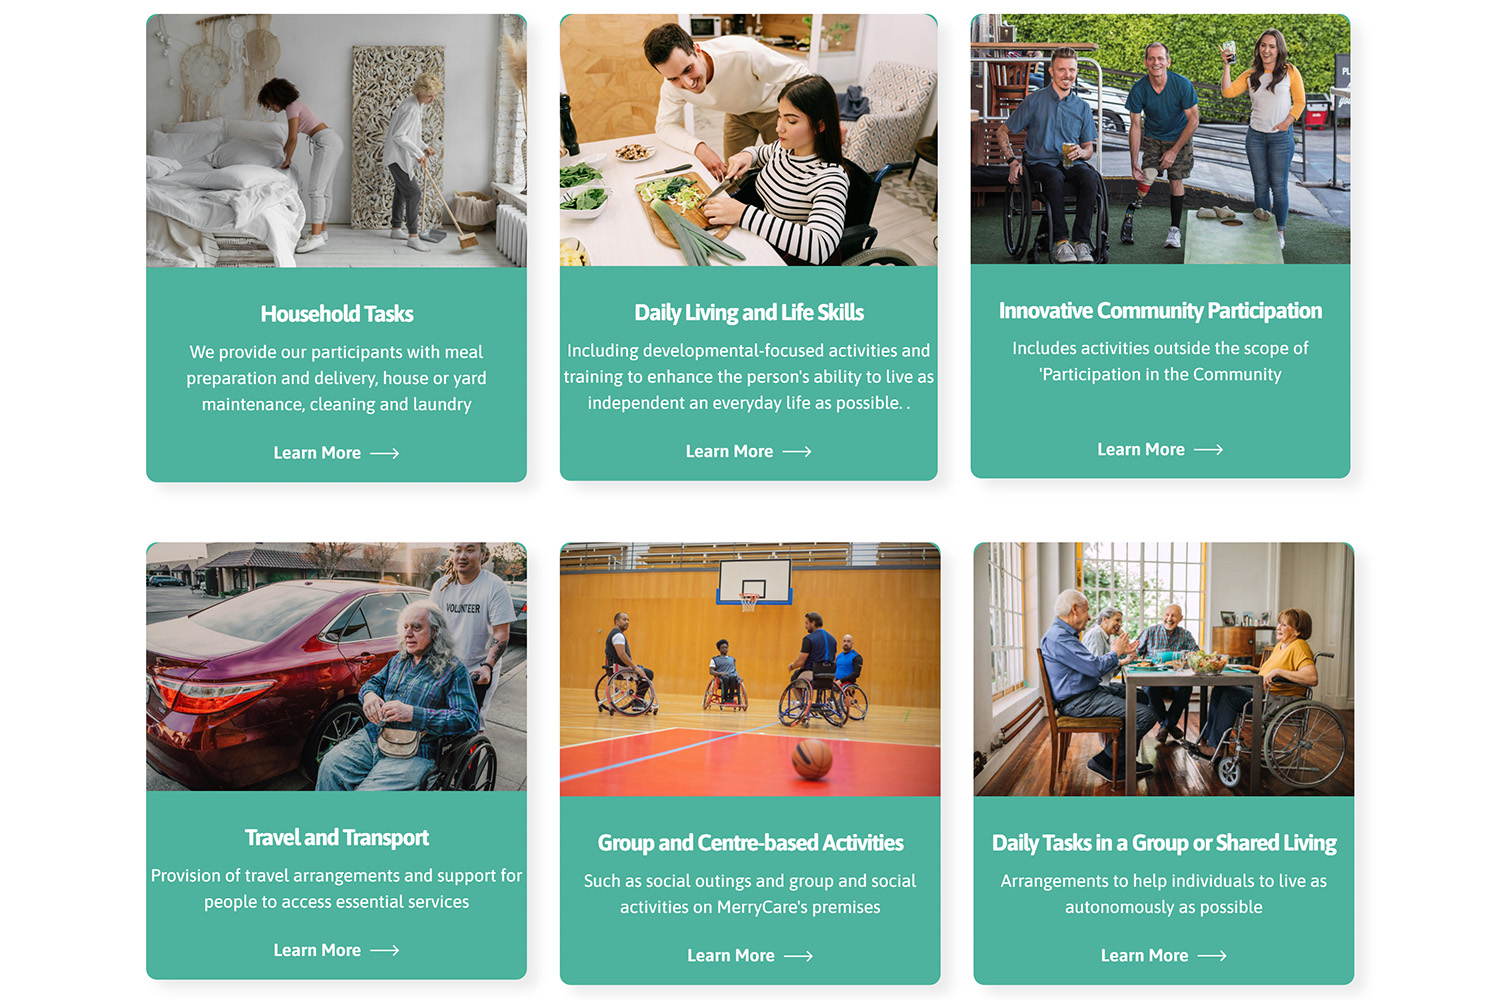 Household Tasks
We provide our participants with meal
preparation and delivery, house or yard
maintenance, cleaning and laundry
Learn More
Daily Living and Life Skills
Including developmental-focused activities and
training to enhance the person's ability to live as
independent an everyday life as possible. .
Learn More
Innovative Community Participation
Includes activities outside the scope of
'Participation in the Community
Learn More
VOLUNTEER
Travel and Transport
Provision of travel arrangements and support for
people to access essential services
Learn More
Group and Centre-based Activities
Such as social outings and group and social
activities on MerryCare's premises
Learn More
Daily Tasks in a Group or Shared Living
Arrangements to help individuals to live as
autonomously as possible
Learn More